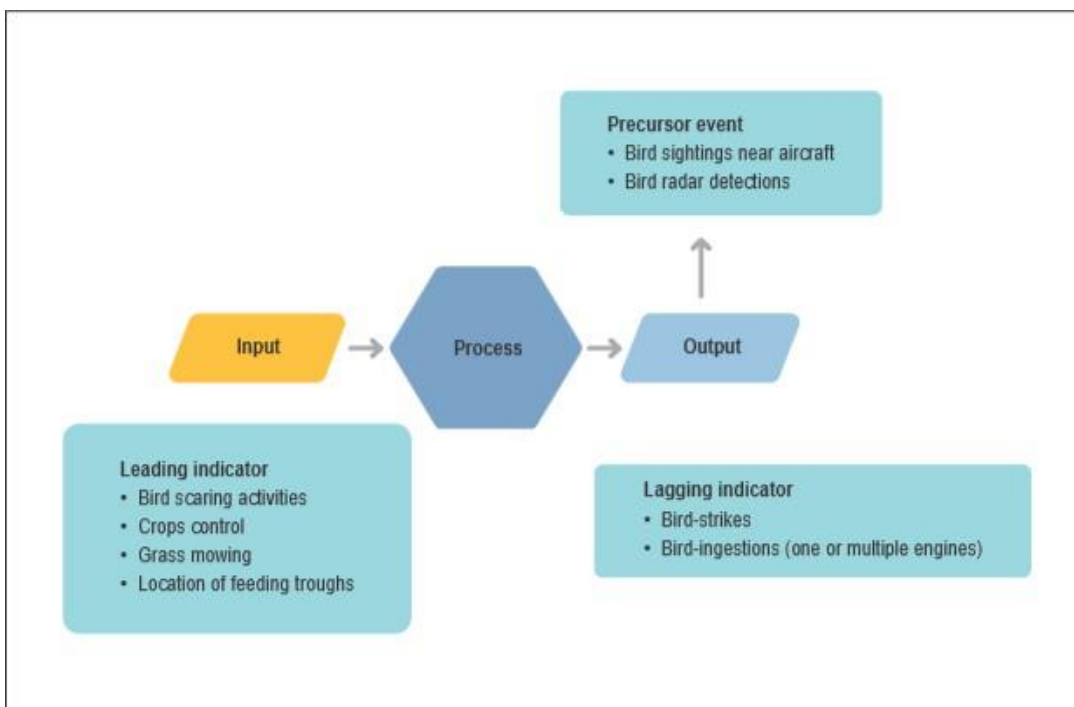 Precursor event
• Bird sightings near aircraft
• Bird radar detections
Input
Process
Output
Leading indicator
• Bird scaring activities
• Crops control
• Grass mowing
• Location of feeding troughs
Lagging indicator
• Bird-strikes
• Bird-ingestions (one or multiple engines)